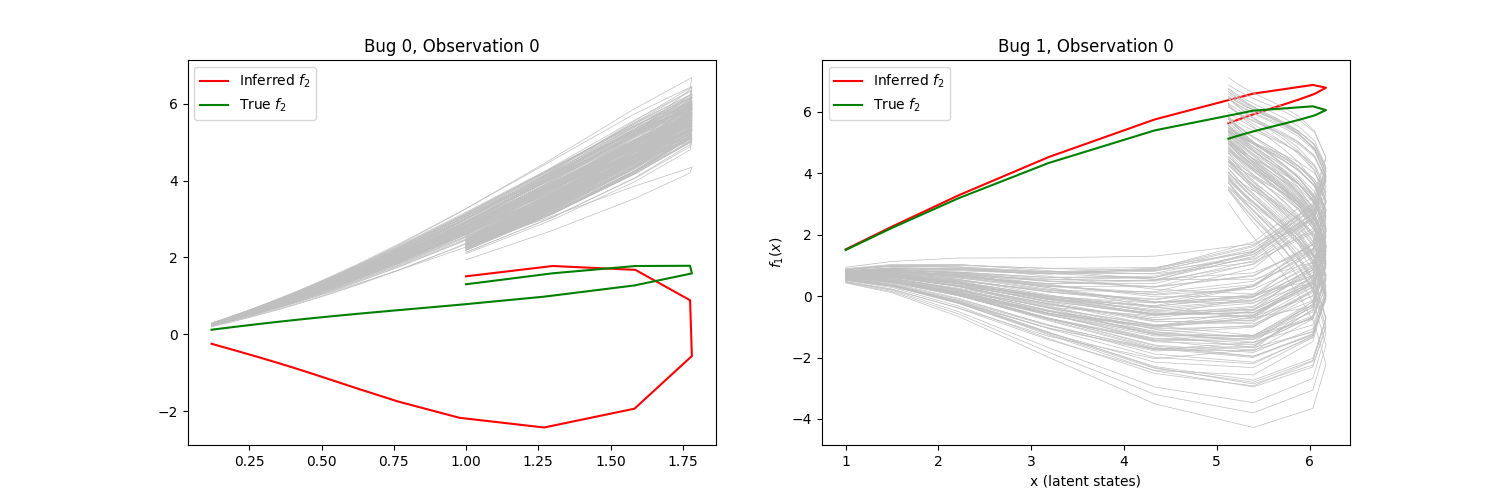 Bug 0, Observation 0
Inferred f₂
True f₂
6
4
2
0
−2
0.25 0.50 0.75 1.00 1.25 1.50 1.75
Bug 1, Observation 0
Inferred f₂
True f₂
f₁(x)
6
4
2
0
−2
−4
1 2 3 4 5 6
x (latent states)